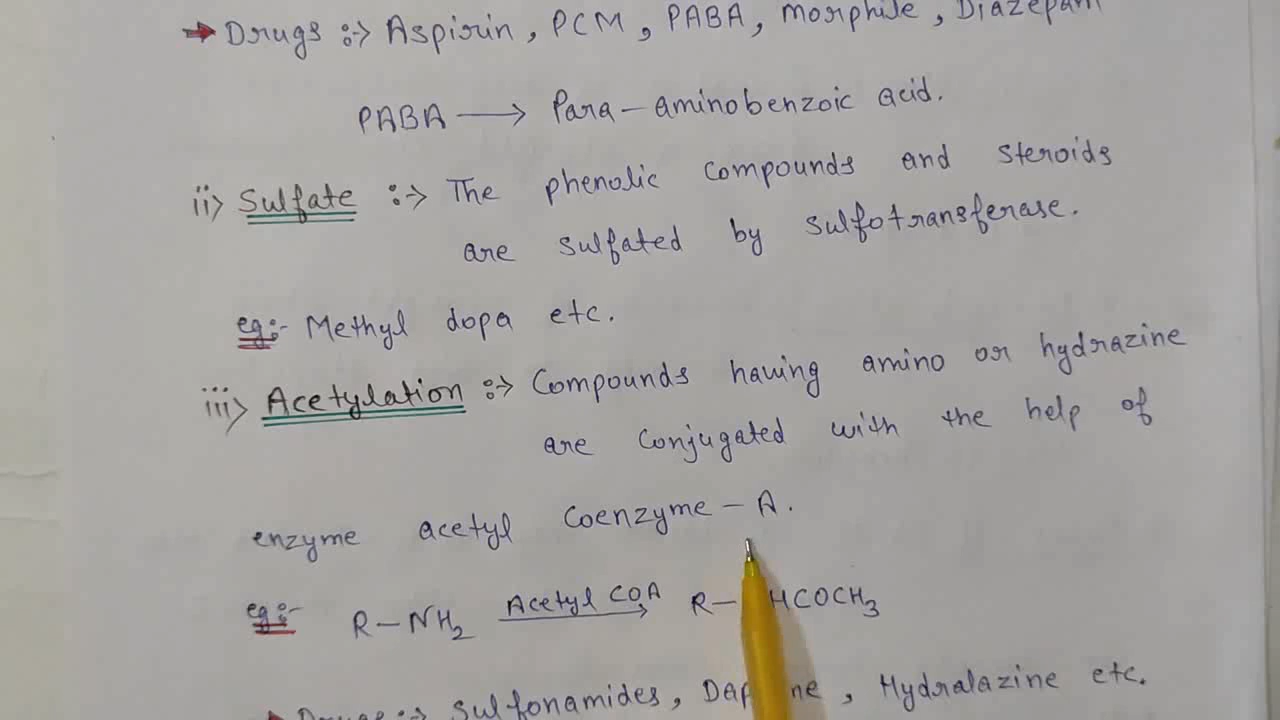 → Drugs :→ Aspirin, PCM, PABA, Morphine, Diazepam
PABA → Para-aminobenzoic acid.
ii> Sulfate :→ The phenolic compounds and steroids
are sulfated by sulfotransferase.
eg:- Methyl dopa etc.
iii> Acetylation :→ Compounds having amino or hydrazine
are conjugated with the help of
enzyme acetyl coenzyme-A.
eg:- R-NH₂ Acetyl COA → R- HCOCH₃
→ Drugs :→ Sulfonamides, , Hydralazine etc.